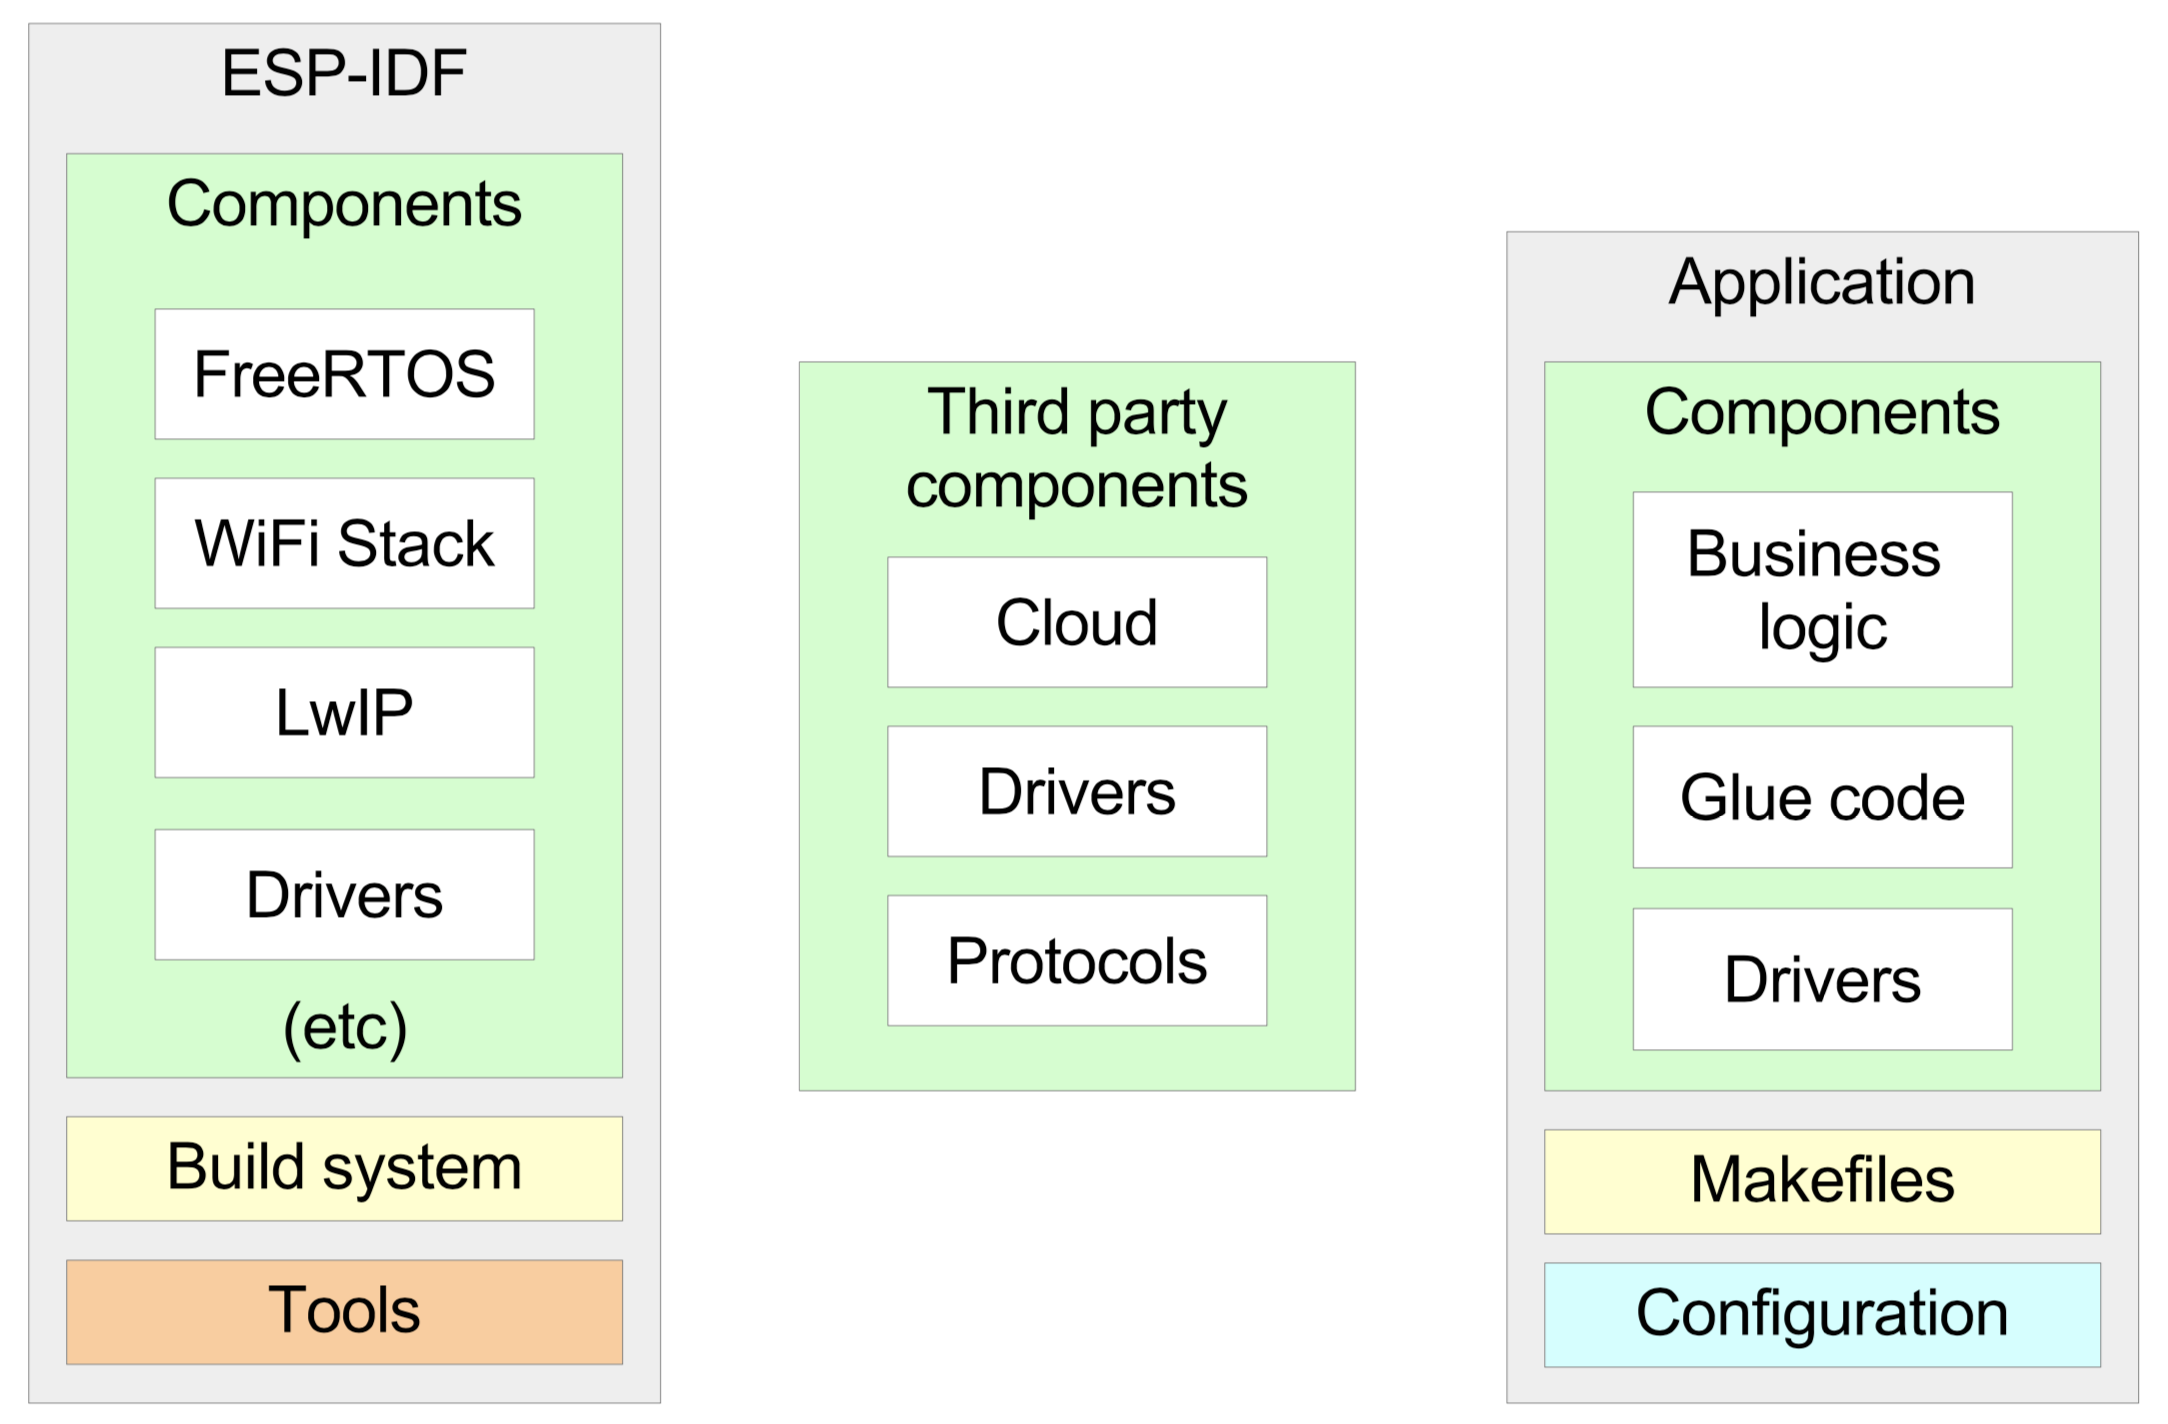 ESP-IDF
Components
FreeRTOS
WiFi Stack
LwIP
Drivers
(etc)
Build system
Tools
Third party
components
Cloud
Drivers
Protocols
Application
Components
Business
logic
Glue code
Drivers
Makefiles
Configuration